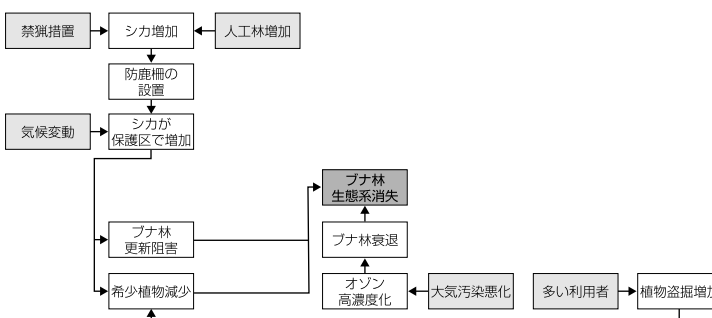 禁猟措置
シカ増加
人工林増加
防鹿柵の
設置
気候変動
シカが
保護区で増加
ブナ林
生態系消失
ブナ林
更新阻害
ブナ林衰退
希少植物減少
オゾン
高濃度化
大気汚染悪化
多い利用者
植物盗掘増加